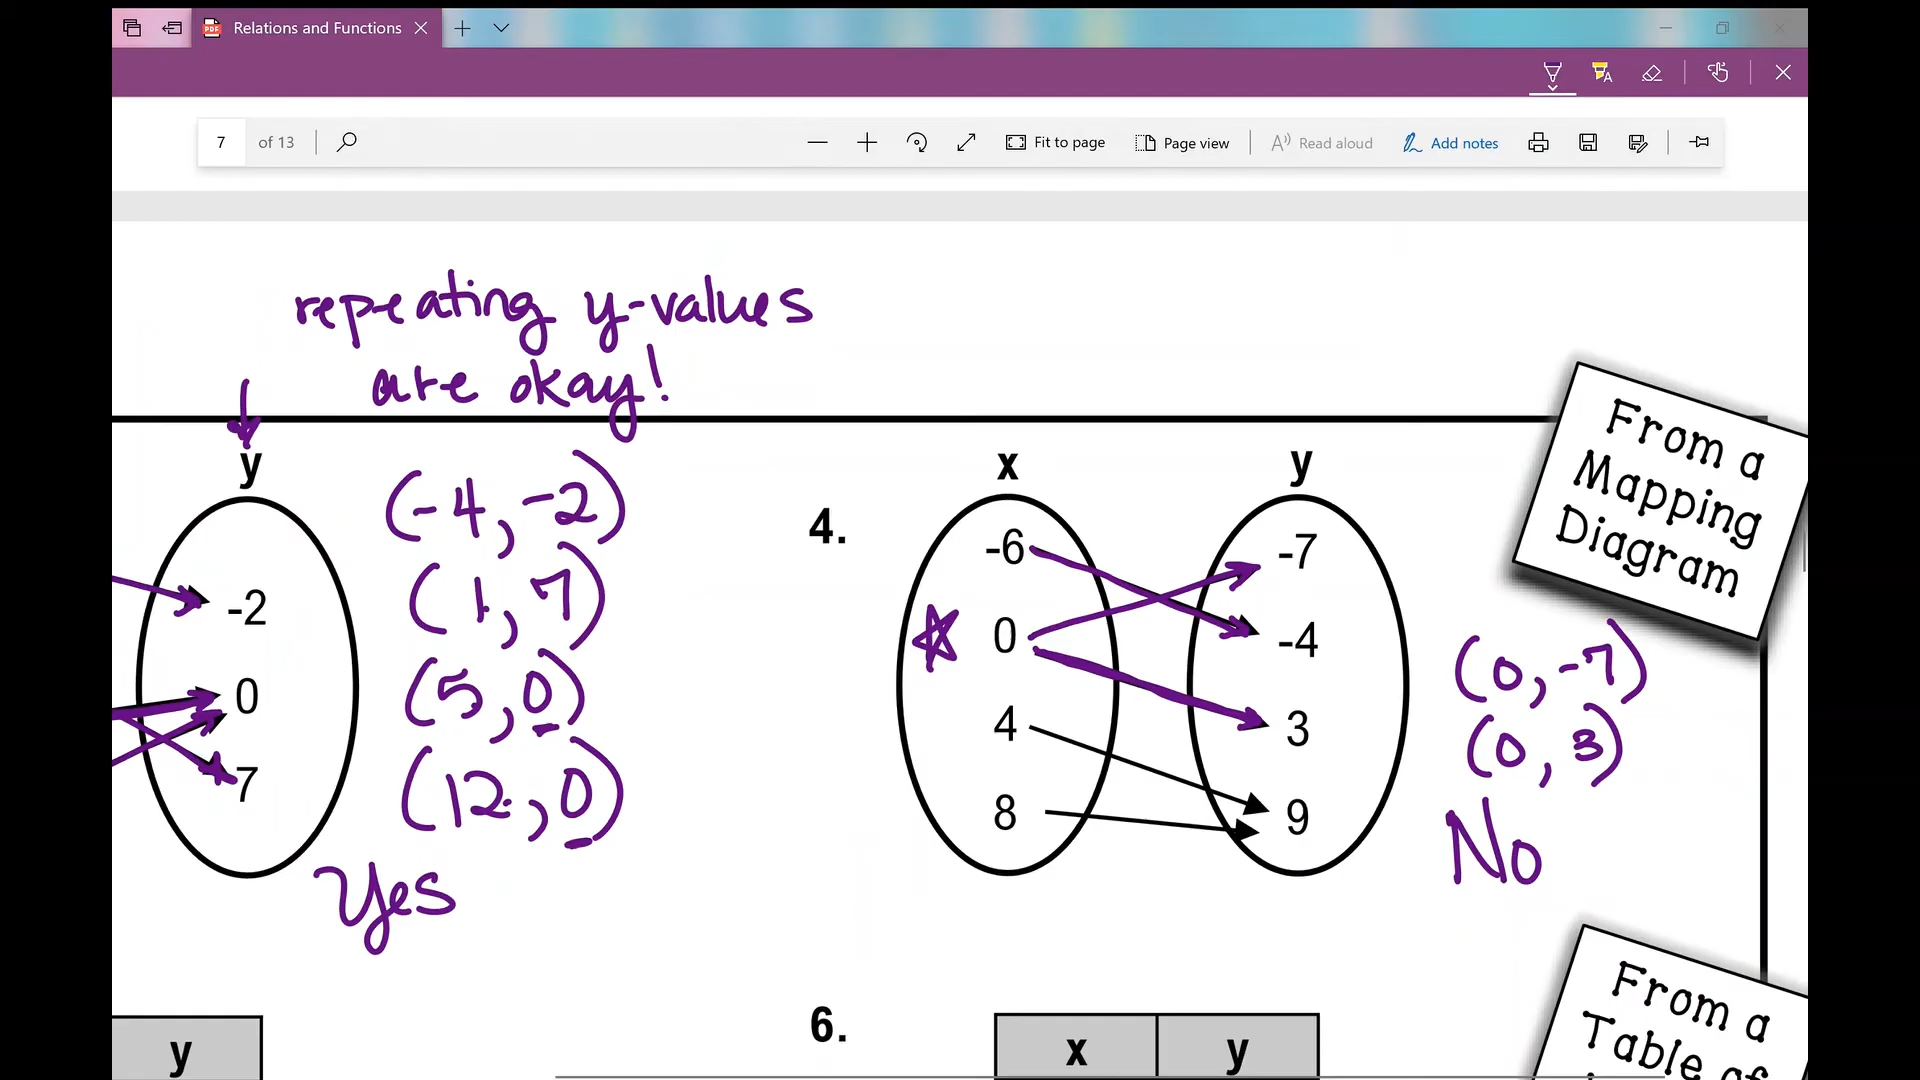 Relations and Functions
7 of 13
Fit to page
Page view
Read aloud
Add notes
repeating y-values
are okay!
y
-2
0
7
(-4, -2)
(1, 7)
(5, 0)
(12, 0)
Yes
4.
x y
-6 -7
0 -4
4 3
8 9
From a
Mapping
Diagram
(0, -7)
(0, 3)
No
y
6.
x y
From a
Table of